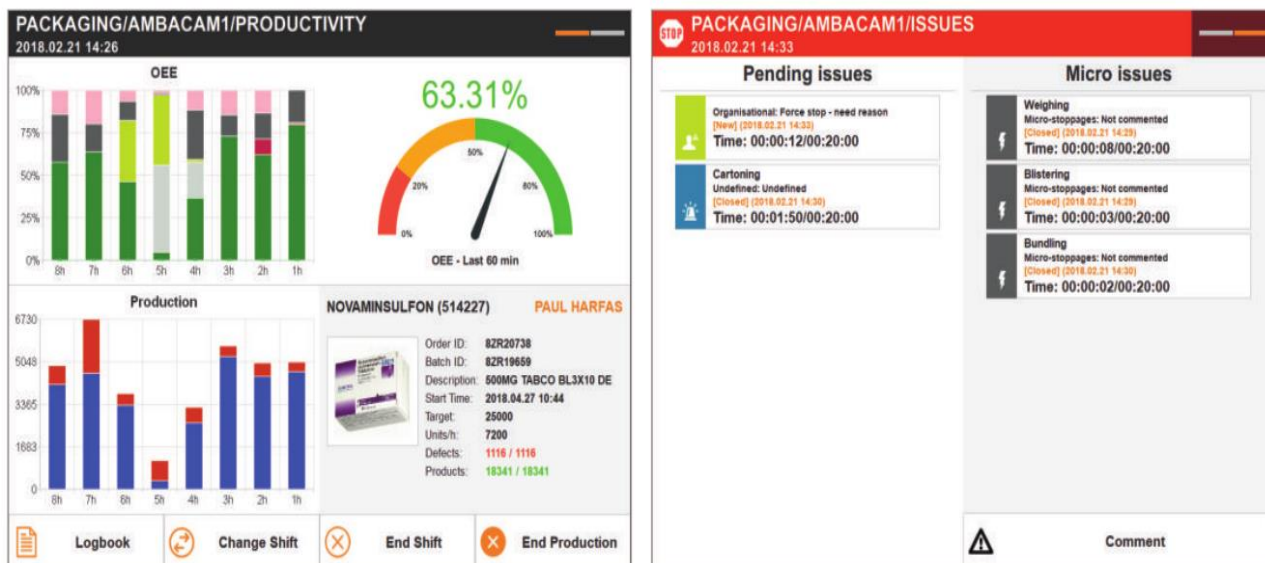 PACKAGING/AMBACAM1/PRODUCTIVITY
2018.02.21 14:26
OEE
100%
75%
50%
25%
0%
8h 7h 6h 5h 4h 3h 2h 1h
63.31%
0%
20%
50%
80%
100%
OEE - Last 60 min
Production
6730
5048
3365
1683
0
8h 7h 6h 5h 4h 3h 2h 1h
NOVAMINSULFON (514227) PAUL HARFAS
Order ID: 8ZR20738
Batch ID: 8ZR19659
Description: 500MG TABCO BL3X10 DE
Start Time: 2018.04.27 10:44
Target: 25000
Units/h: 7200
Defects: 1116 / 1116
Products: 18341 / 18341
Logbook
Change Shift
End Shift
End Production
STOP
PACKAGING/AMBACAM1/ISSUES
2018.02.21 14:33
Pending issues
Organisational: Force stop - need reason
[New] (2018.02.21 14:33)
Time: 00:00:12/00:20:00
Cartoning
Undefined: Undefined
[Closed] (2018.02.21 14:30)
Time: 00:01:50/00:20:00
Micro issues
Weighing
Micro-stoppages: Not commented
[Closed] (2018.02.21 14:29)
Time: 00:00:08/00:20:00
Blistering
Micro-stoppages: Not commented
[Closed] (2018.02.21 14:29)
Time: 00:00:03/00:20:00
Bundling
Micro-stoppages: Not commented
[Closed] (2018.02.21 14:30)
Time: 00:00:02/00:20:00
Comment